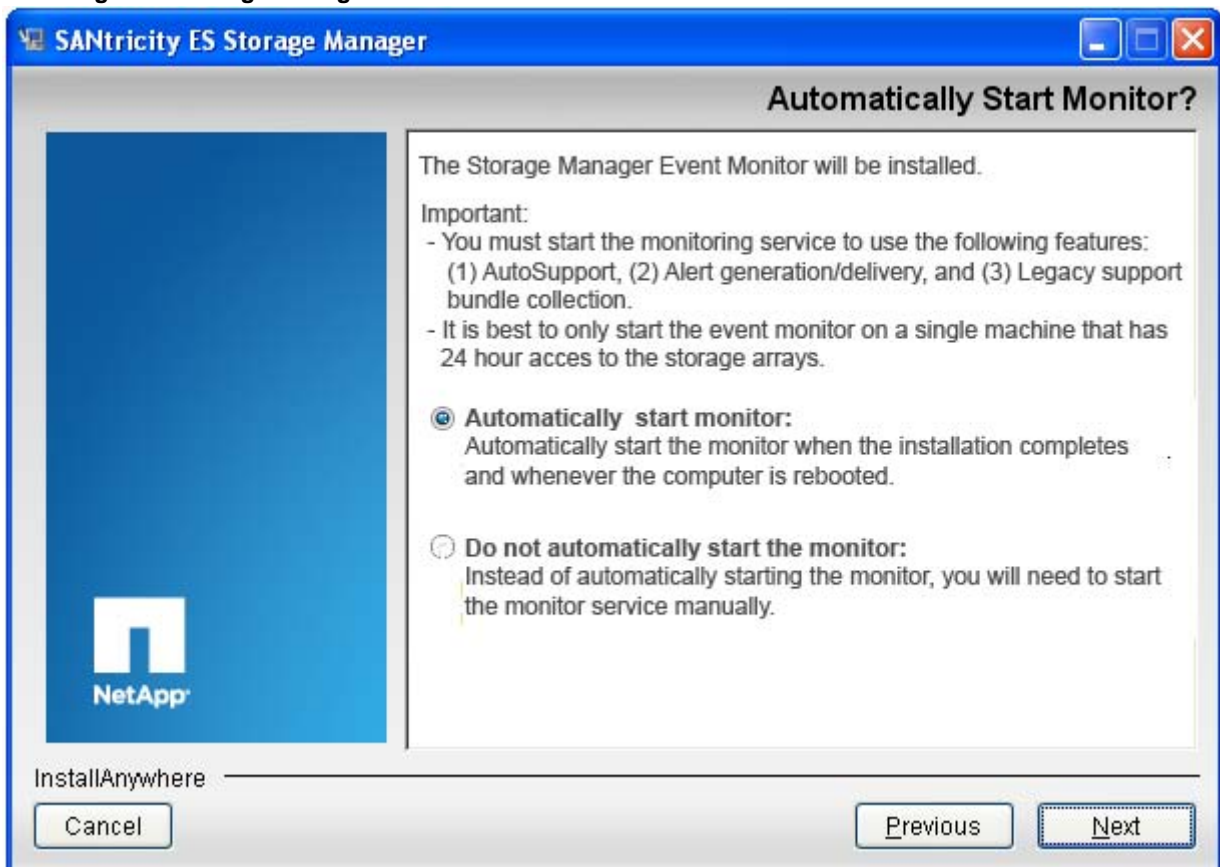 SANtricity ES Storage Manager
Automatically Start Monitor?
The Storage Manager Event Monitor will be installed.
Important:
- You must start the monitoring service to use the following features:
(1) AutoSupport, (2) Alert generation/delivery, and (3) Legacy support
bundle collection.
- It is best to only start the event monitor on a single machine that has
24 hour acces to the storage arrays.
Automatically start monitor:
Automatically start the monitor when the installation completes
and whenever the computer is rebooted.
Do not automatically start the monitor:
Instead of automatically starting the monitor, you will need to start
the monitor service manually.
NetApp
InstallAnywhere
Cancel
Previous
Next